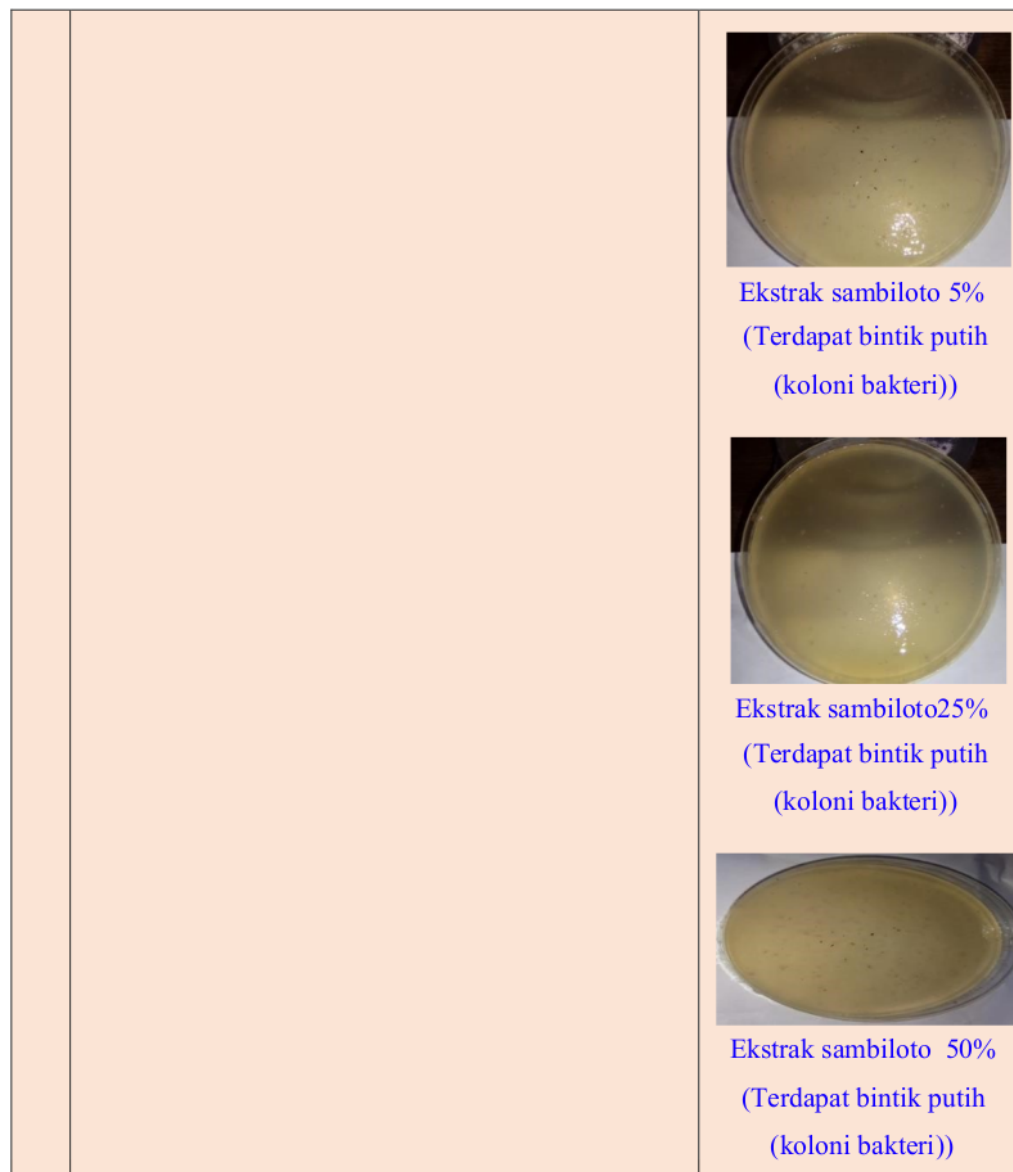 Ekstrak sambiloto 5%
(Terdapat bintik putih
(koloni bakteri))
Ekstrak sambiloto25%
(Terdapat bintik putih
(koloni bakteri))
Ekstrak sambiloto 50%
(Terdapat bintik putih
(koloni bakteri))